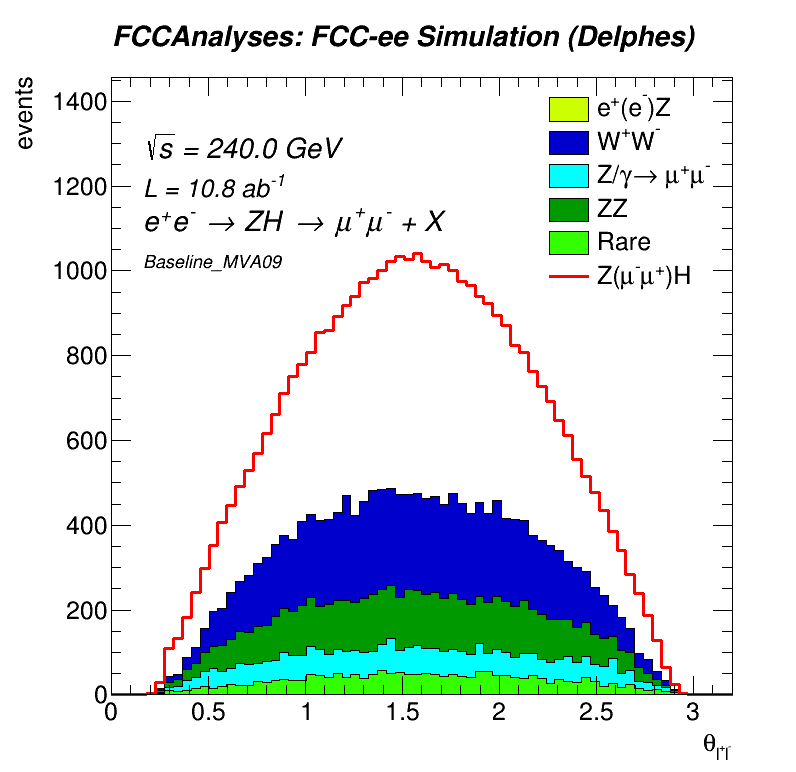 FCCAnalyses: FCC-ee Simulation (Delphes)
events
√s = 240.0 GeV
L = 10.8 ab⁻¹
e⁺e⁻ → ZH → μ⁺μ⁻ + X
Baseline_MVA09
e⁺(e⁻)Z
W⁺W⁻
Z/γ→ μ⁺μ⁻
ZZ
Rare
Z(μ⁻μ⁺)H
1400
1200
1000
800
600
400
200
0
0 0.5 1 1.5 2 2.5 3
θ_l⁺l⁻